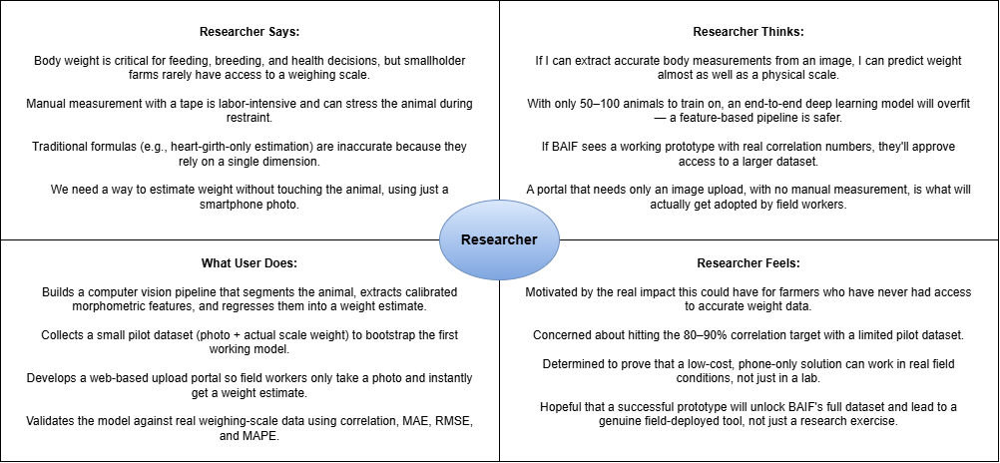 Researcher Says:
Body weight is critical for feeding, breeding, and health decisions, but smallholder
farms rarely have access to a weighing scale.
Manual measurement with a tape is labor-intensive and can stress the animal during
restraint.
Traditional formulas (e.g., heart-girth-only estimation) are inaccurate because they
rely on a single dimension.
We need a way to estimate weight without touching the animal, using just a
smartphone photo.
Researcher Thinks:
If I can extract accurate body measurements from an image, I can predict weight
almost as well as a physical scale.
With only 50–100 animals to train on, an end-to-end deep learning model will overfit
— a feature-based pipeline is safer.
If BAIF sees a working prototype with real correlation numbers, they'll approve
access to a larger dataset.
A portal that needs only an image upload, with no manual measurement, is what will
actually get adopted by field workers.
Researcher
What User Does:
Builds a computer vision pipeline that segments the animal, extracts calibrated
morphometric features, and regresses them into a weight estimate.
Collects a small pilot dataset (photo + actual scale weight) to bootstrap the first
working model.
Develops a web-based upload portal so field workers only take a photo and instantly
get a weight estimate.
Validates the model against real weighing-scale data using correlation, MAE, RMSE,
and MAPE.
Researcher Feels:
Motivated by the real impact this could have for farmers who have never had access
to accurate weight data.
Concerned about hitting the 80–90% correlation target with a limited pilot dataset.
Determined to prove that a low-cost, phone-only solution can work in real field
conditions, not just in a lab.
Hopeful that a successful prototype will unlock BAIF's full dataset and lead to a
genuine field-deployed tool, not just a research exercise.